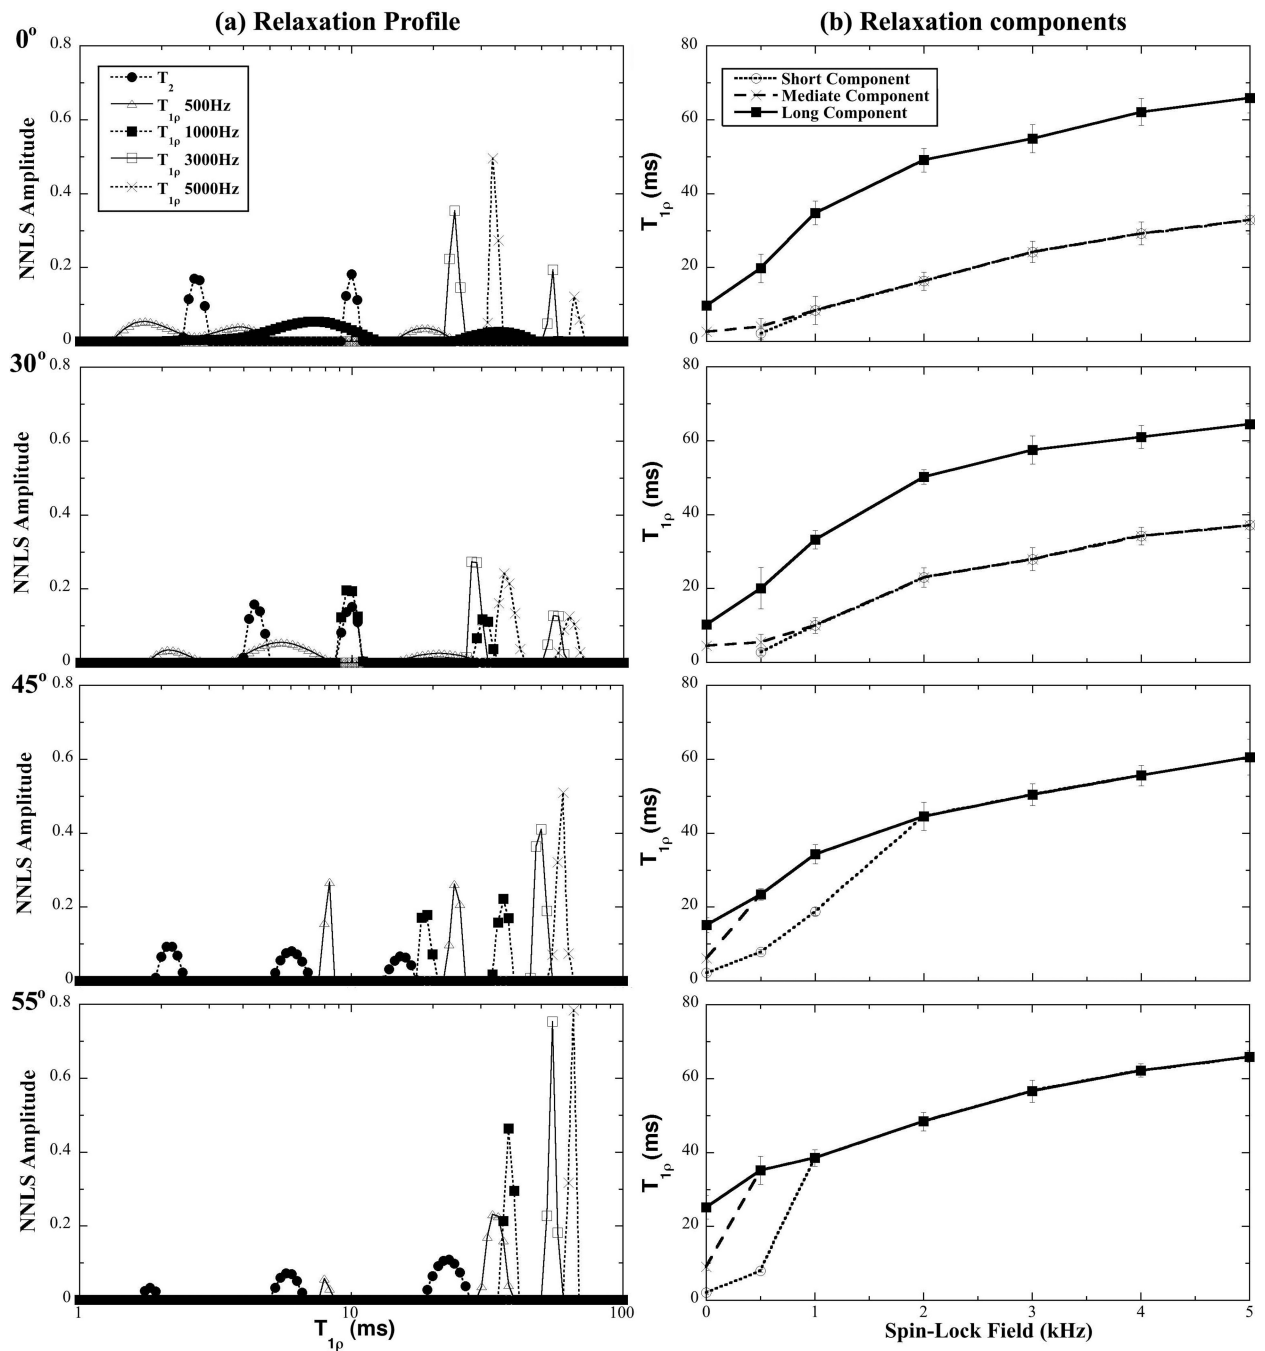 (a) Relaxation Profile
(b) Relaxation components
0°
0.8
0.6
0.4
0.2
0
NNLS Amplitude
T2
T1ρ 500Hz
T1ρ 1000Hz
T1ρ 3000Hz
T1ρ 5000Hz
80
60
40
20
0
T1ρ (ms)
Short Component
Mediate Component
Long Component
30°
0.8
0.6
0.4
0.2
0
NNLS Amplitude
80
60
40
20
0
T1ρ (ms)
45°
0.8
0.6
0.4
0.2
0
NNLS Amplitude
80
60
40
20
0
T1ρ (ms)
55°
0.8
0.6
0.4
0.2
0
NNLS Amplitude
1 10 100
T1ρ (ms)
80
60
40
20
0
T1ρ (ms)
0 1 2 3 4 5
Spin-Lock Field (kHz)